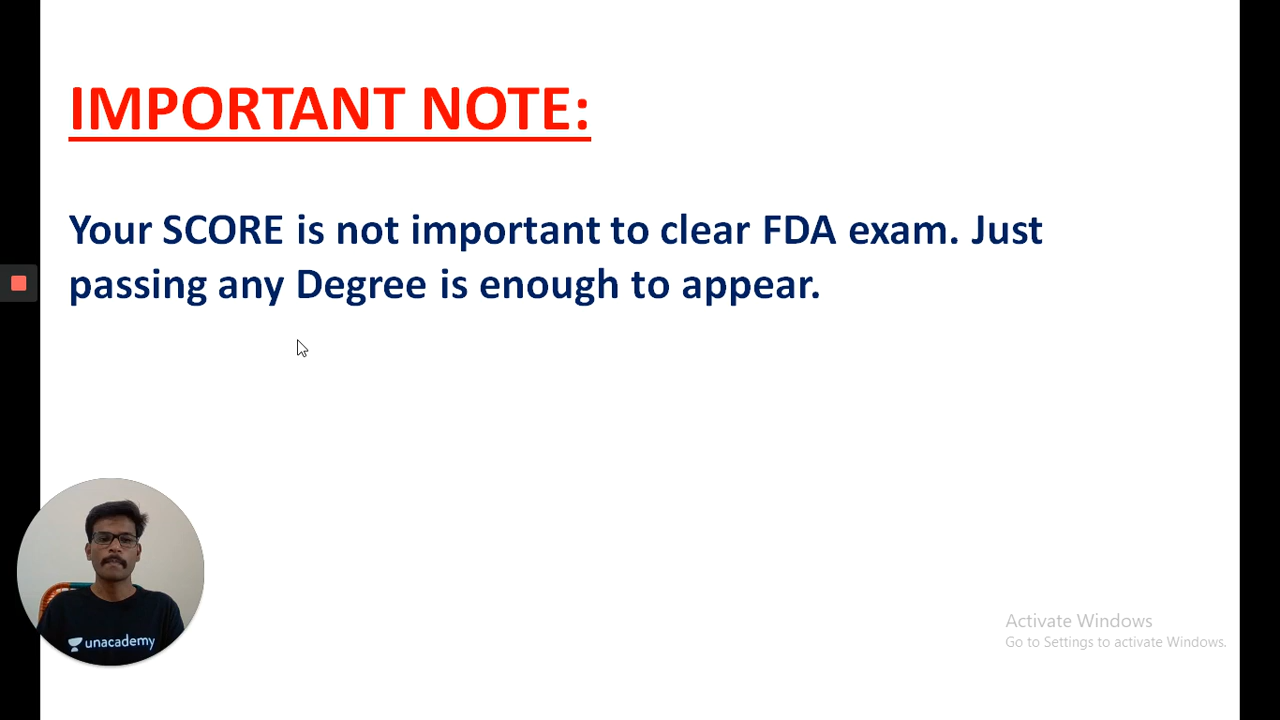 IMPORTANT NOTE:
Your SCORE is not important to clear FDA exam. Just
passing any Degree is enough to appear.
unacademy
Activate Windows
Go to Settings to activate Windows.